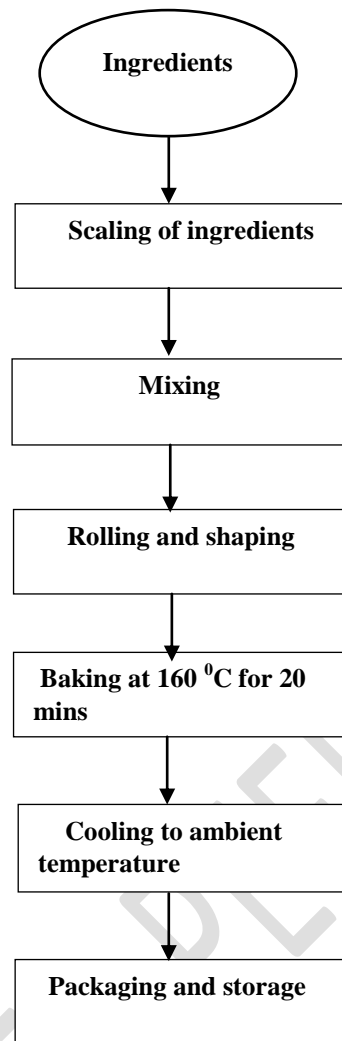 Ingredients
Scaling of ingredients
Mixing
Rolling and shaping
Baking at 160 ⁰C for 20
mins
Cooling to ambient
temperature
Packaging and storage